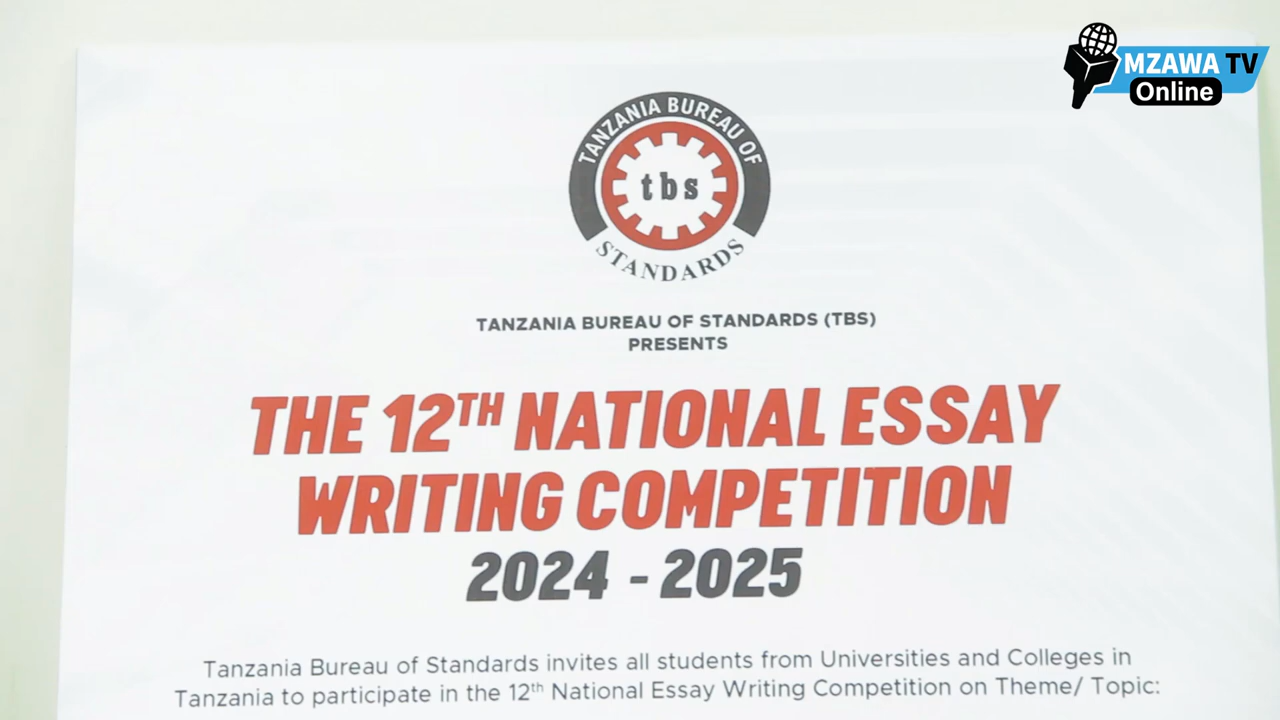 MZAWA TV
Online
TANZANIA BUREAU OF
tbs
STANDARDS
TANZANIA BUREAU OF STANDARDS (TBS)
PRESENTS
THE 12TH NATIONAL ESSAY
WRITING COMPETITION
2024 - 2025
Tanzania Bureau of Standards invites all students from Universities and Colleges in
Tanzania to participate in the 12th National Essay Writing Competition on Theme/ Topic: